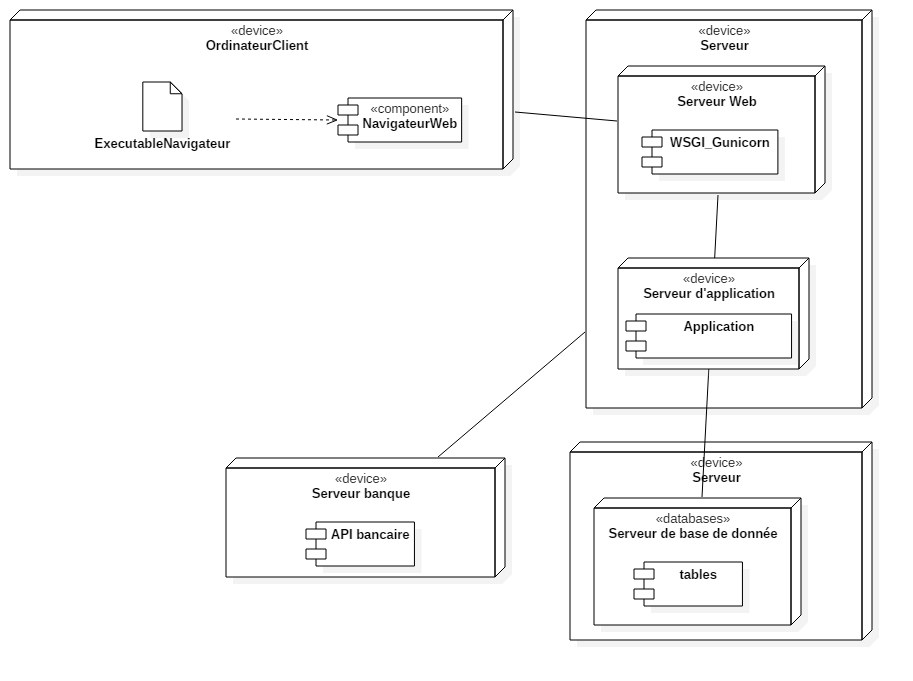 «device»
OrdinateurClient
ExecutableNavigateur
«component»
NavigateurWeb
«device»
Serveur
«device»
Serveur Web
WSGI_Gunicorn
«device»
Serveur d'application
Application
«device»
Serveur banque
API bancaire
«device»
Serveur
«databases»
Serveur de base de donnée
tables